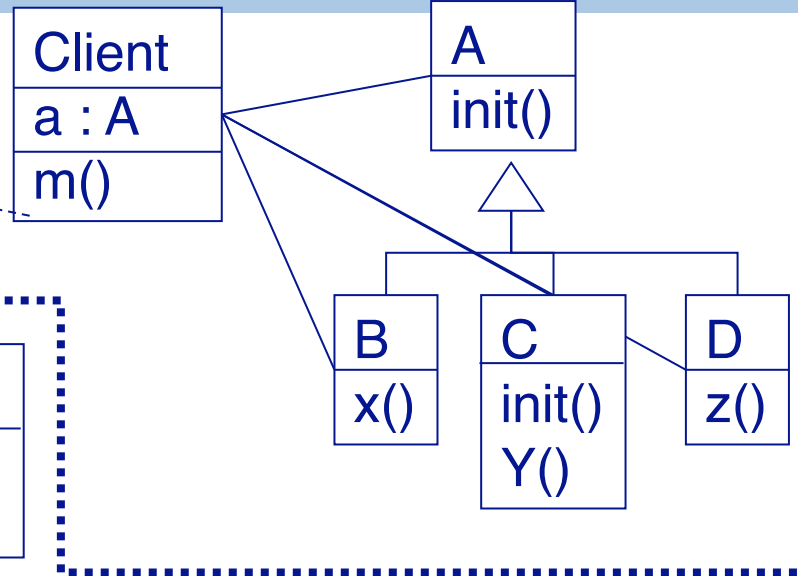 Client
a : A
m()
A
init()
B
x()
C
init()
Y()
D
z()